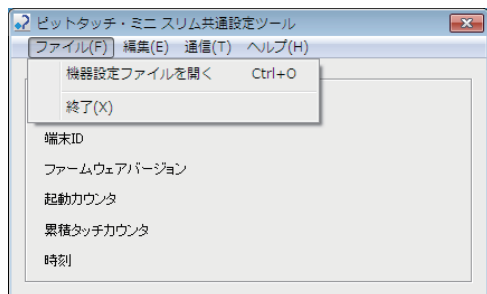 ピットタッチ・ミニ スリム共通設定ツール
ファイル(F) 編集(E) 通信(T) ヘルプ(H)
機器設定ファイルを開く Ctrl+O
終了(X)
端末ID
ファームウェアバージョン
起動カウンタ
累積タッチカウンタ
時刻